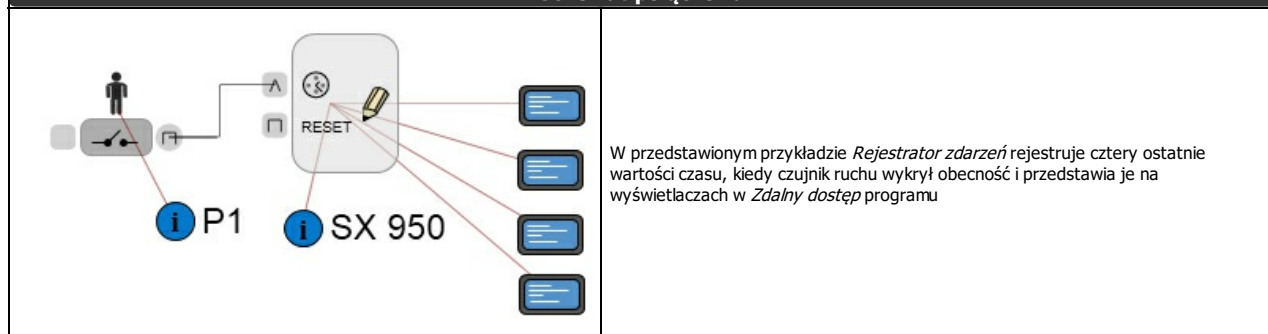 RESET
i P1
i SX 950
W przedstawionym przykładzie Rejestrator zdarzeń rejestruje cztery ostatnie
wartości czasu, kiedy czujnik ruchu wykrył obecność i przedstawia je na
wyświetlaczach w Zdalny dostęp programu